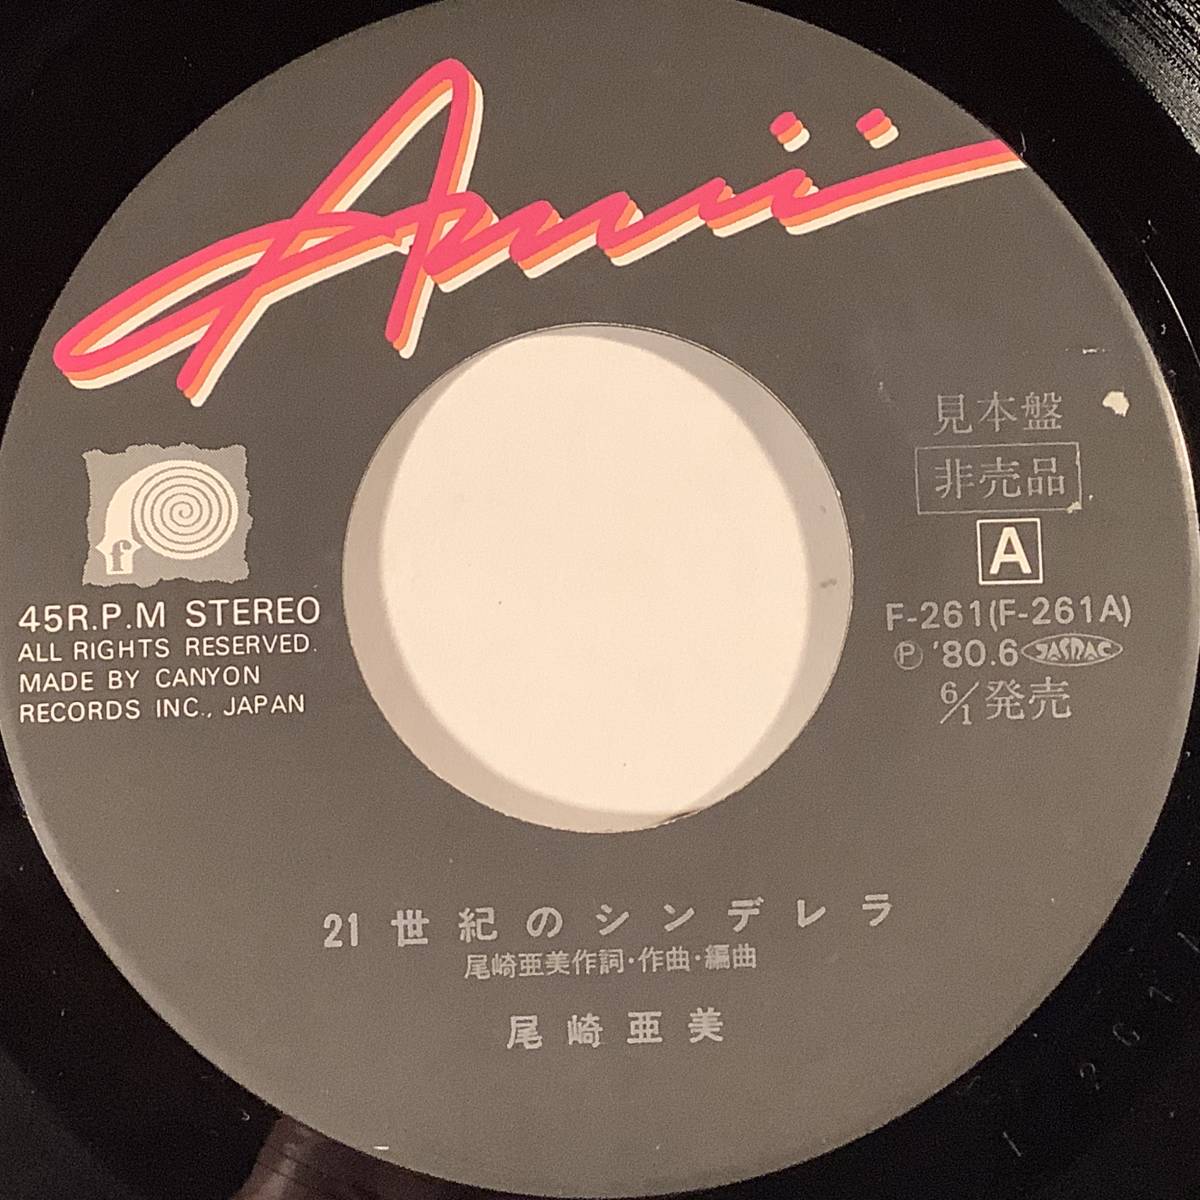 Amii
f
45R.P.M STEREO
ALL RIGHTS RESERVED.
MADE BY CANYON
RECORDS INC., JAPAN
見本盤
非売品
A
F-261(F-261A)
Ⓟ '80.6 JASRAC
6/1発売
21世紀のシンデレラ
尾崎亜美作詞・作曲・編曲
尾崎亜美